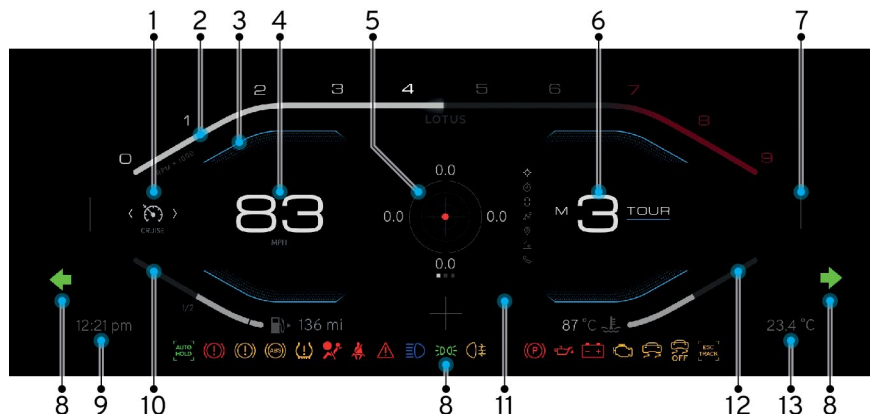 1 2 3 4 5 6 7
0 1 2 3 4 5 6 7 8 9
RPM × 1000
LOTUS
0.0
0.0 0.0
0.0
CRUISE
83
MPH
M 3 TOUR
1/2
136 mi
87 °C
12:21 pm
23.4 °C
AUTO HOLD
ABS
P
OFF
ESC TRACK
8 9 10 8 11 12 13 8